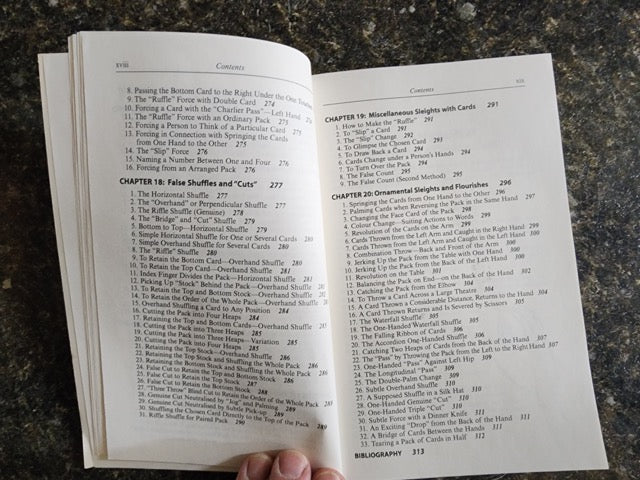 xviii
Contents
8. Passing the Bottom Card to the Right Under the One
9. The "Ruffle" Force with Double Card 274
10. Forcing a Card with the "Charlier Pass"—Left Hand
11. The "Ruffle" Force with an Ordinary Pack 275
12. Forcing a Person to Think of a Particular Card 275
13. Forcing in Connection with Springing the Cards
from One Hand to the Other 275
14. The "Slip" Force 276
15. Naming a Number Between One and Four 276
16. Forcing from an Arranged Pack 276
CHAPTER 18: False Shuffles and "Cuts" 277
1. The Horizontal Shuffle 277
2. The "Overhand" or Perpendicular Shuffle 277
3. The Riffle Shuffle (Genuine) 278
4. The "Bridge" and "Cut" Shuffle 279
5. Bottom to Top—Horizontal Shuffle 279
6. Simple Horizontal Shuffle for One or Several Cards 280
7. Simple Overhand Shuffle for Several Cards 280
8. The "Riffle" Shuffle 280
9. To Retain the Bottom Card—Overhand Shuffle
10. To Retain the Top Card—Overhand Shuffle 281
11. Index Finger Divides the Pack—Horizontal Shuffle 281
12. Picking Up "Stock" Behind the Pack—Overhand Shuffle
13. To Retain the Top and Bottom Stock—Overhand Shuffle
14. To Retain the Order of the Whole Pack—Overhand Shuffle
15. Overhand Shuffling a Card to Any Position 284
16. Cutting the Pack into Four Heaps 284
17. Retaining the Top and Bottom Cards—Overhand Shuffle
18. Cutting the Pack into Three Heaps 285
19. Cutting the Pack into Three Heaps—Variation 285
20. Cutting the Pack into Four Heaps 285
21. Retaining the Top Stock—Overhand Shuffle 286
22. Retaining the Top Stock and Shuffling the Whole Pack 286
23. Retaining the Bottom Stock and Shuffling the Whole Pack
24. False Cut to Retain the Top and Bottom Stock 286
25. False Cut to Retain the Top Stock 287
26. False Cut to Retain the Bottom Stock 288
27. "Three Throw" Blind Cut to Retain the Order of the Whole Pack
28. Genuine Cut Neutralised by "Jog" and Palming 289
29. Genuine Cut Neutralised by Subtle Pick-up 289
30. Shuffling the Chosen Card Directly to the Top of the Pack 289
31. Riffle Shuffle for Paired Pack 290
Contents
xix
CHAPTER 19: Miscellaneous Sleights with Cards 291
1. How to Make the "Ruffle" 291
2. To "Slip" a Card 291
3. The "Slip" Change 292
4. To Glimpse the Chosen Card 293
5. To Draw Back a Card 294
6. Cards Change under a Person's Hands 294
7. To Turn Over the Pack 294
8. The False Count 295
9. The False Count (Second Method) 295
CHAPTER 20: Ornamental Sleights and Flourishes 296
1. Springing the Cards from One Hand to the Other 296
2. Palming Cards when Reversing the Pack in the Same Hand 297
3. Changing the Face Card of the Pack 298
4. Colour Change—Suiting Actions to Words 299
5. Revolution of the Cards on the Arm 299
6. Cards Thrown from the Left Arm and Caught in the Right Hand 299
7. Cards Thrown from the Left Arm and Caught in the Left Hand 300
8. Combination Throw—Back and Front of the Arm 300
9. Jerking Up the Pack from the Table with One Hand 300
10. Jerking Up the Pack from the Back of the Left Hand 300
11. Revolution on the Table 301
12. Balancing the Pack on End—on the Back of the Hand 302
13. Catching the Pack from the Elbow 304
14. To Throw a Card Across a Large Theatre 304
15. A Card Thrown a Considerable Distance, Returns to the Hand 304
16. A Card Thrown Returns and Is Severed by Scissors 305
17. The Waterfall Shuffle 305
18. The One-Handed Waterfall Shuffle 305
19. The Falling Ribbon of Cards 306
20. The Accordion One-Handed Shuffle 306
21. Catching Two Heaps of Cards from the Back of the Hand 307
22. The "Pass" by Throwing the Pack from the Left to the Right Hand 307
23. One-Handed "Pass" Against Left Hip 309
24. The Longitudinal "Pass" 309
25. The Double-Palm Change 309
26. Subtle Overhand Shuffle 310
27. A Supposed Shuffle in a Silk Hat 310
28. One-Handed Genuine "Cut" 310
29. One-Handed Triple "Cut" 310
30. Subtle Force with a Dinner Knife 311
31. An Exciting "Drop" from the Back of the Hand 311
32. A Bridge of Cards Between the Hands 311
33. Tearing a Pack of Cards in Half 312
BIBLIOGRAPHY 313